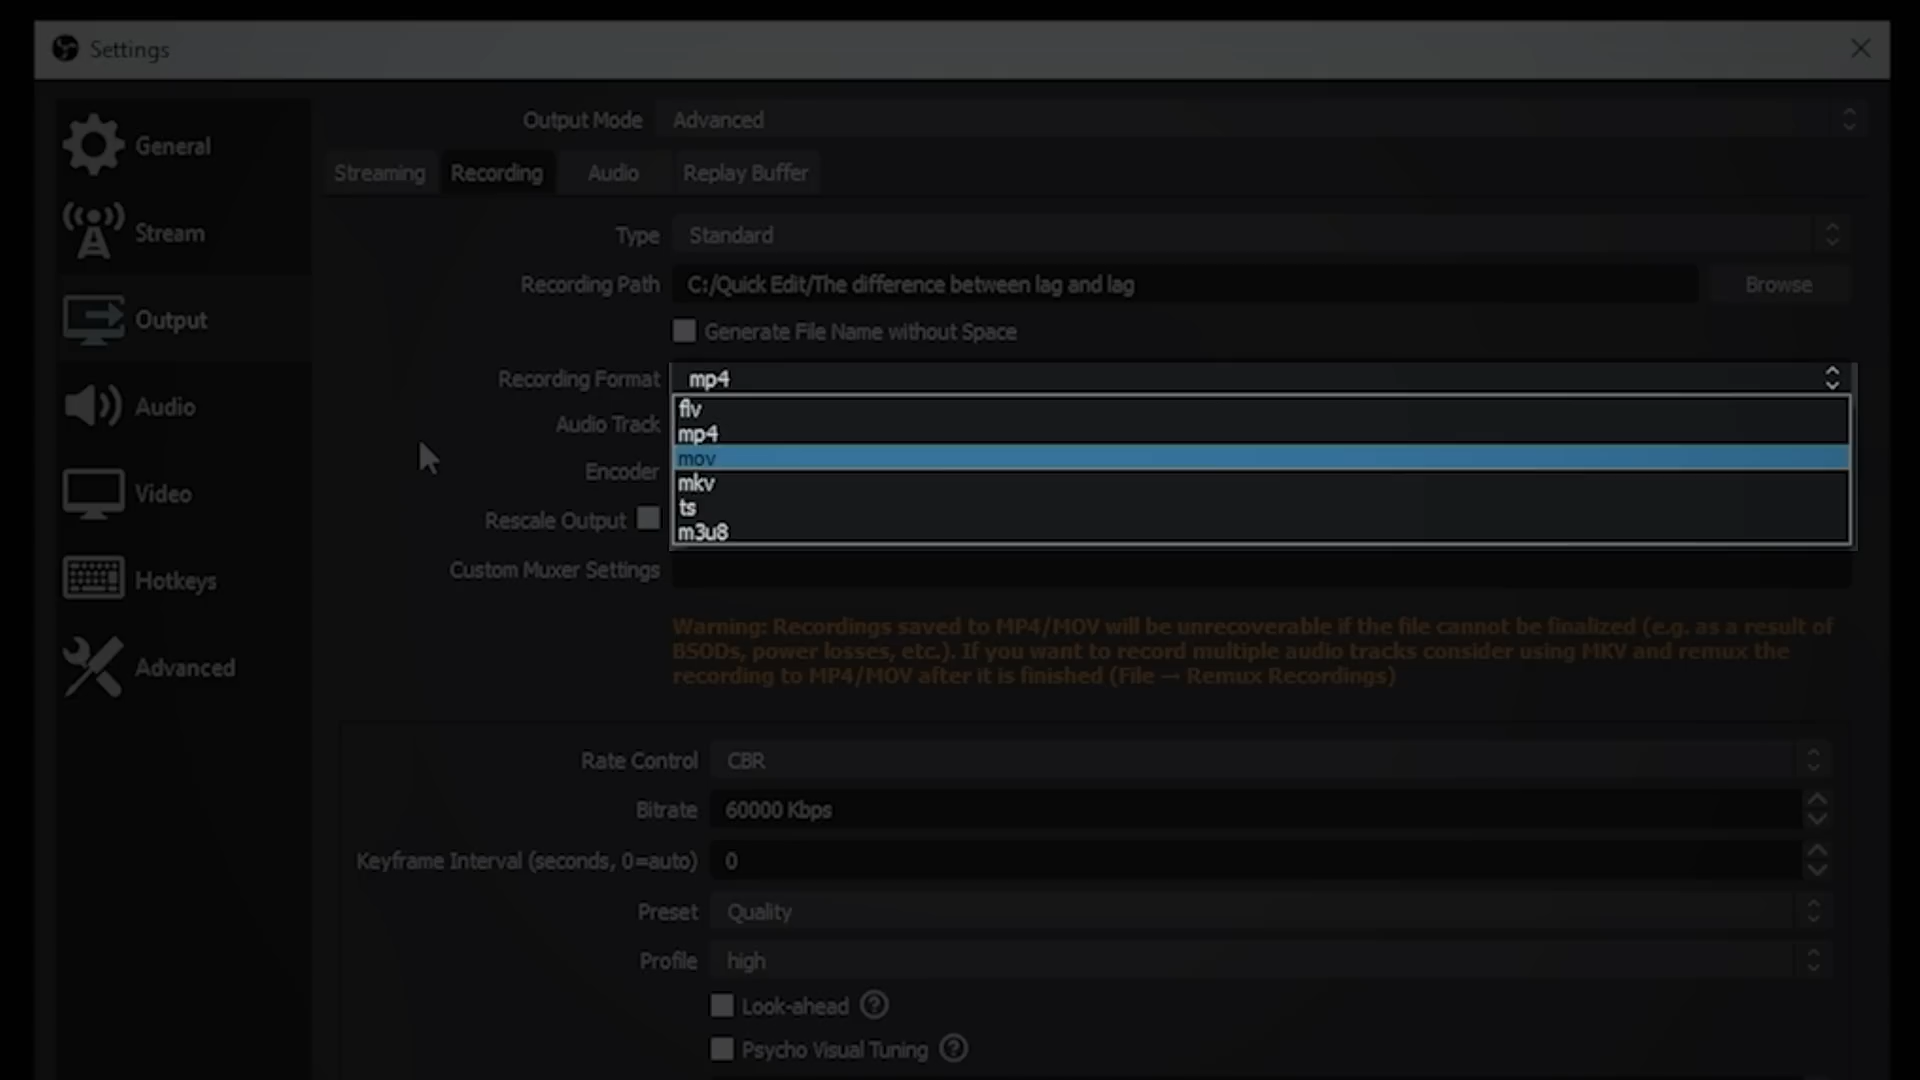 Settings
General
Stream
Output
Audio
Video
Hotkeys
Advanced
Output Mode Advanced
Streaming Recording Audio Replay Buffer
Type Standard
Recording Path C:/Quick Edit/The difference between lag and lag Browse
Generate File Name without Space
Recording Format mp4
flv
Audio Track
mp4
mov
Encoder
mkv
ts
Rescale Output
m3u8
Custom Muxer Settings
Warning: Recordings saved to MP4/MOV will be unrecoverable if the file cannot be finalized (e.g. as a result of
BSODs, power losses, etc.). If you want to record multiple audio tracks consider using MKV and remux the
recording to MP4/MOV after it is finished (File — Remux Recordings)
Rate Control CBR
Bitrate 60000 Kbps
Keyframe Interval (seconds, 0=auto) 0
Preset Quality
Profile high
Look-ahead ?
Psycho Visual Tuning ?